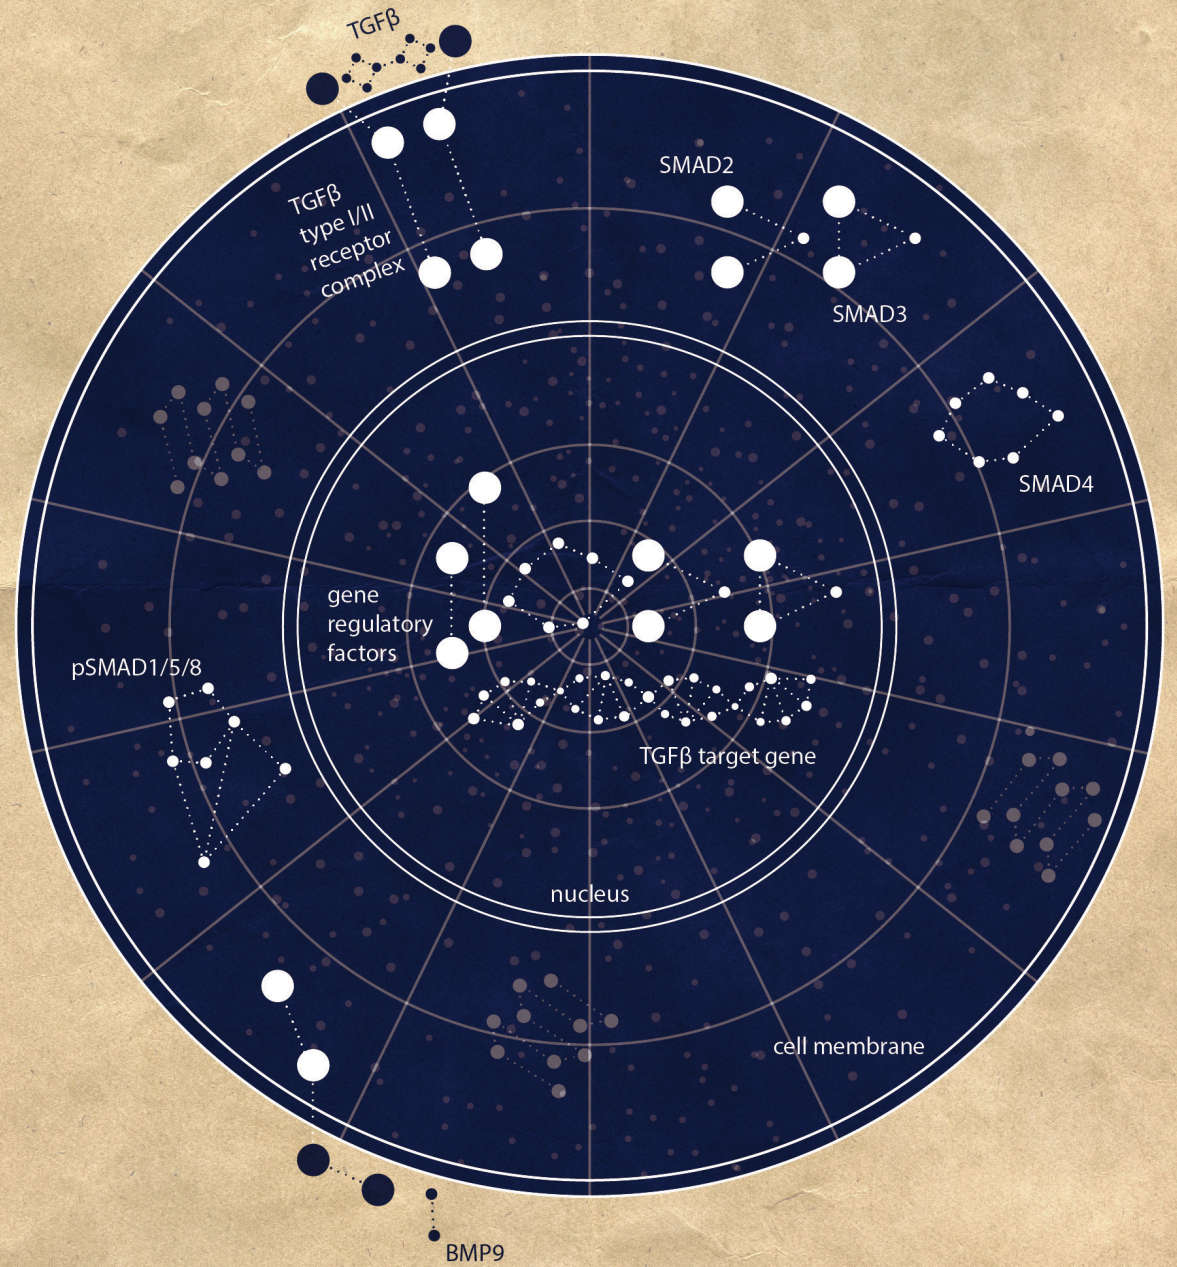 TGFβ
TGFβ
type I/II
receptor
complex
SMAD2
SMAD3
SMAD4
gene
regulatory
factors
pSMAD1/5/8
TGFβ target gene
nucleus
cell membrane
BMP9